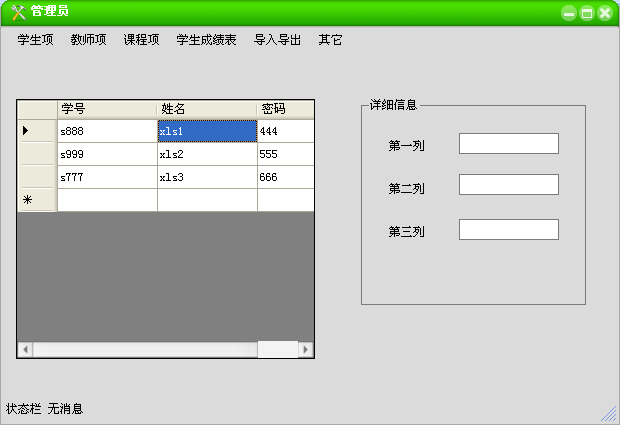 管理员
学生项 教师项 课程项 学生成绩表 导入导出 其它
学号 姓名 密码
s888 xls1 444
s999 xls2 555
s777 xls3 666
详细信息
第一列
第二列
第三列
状态栏 无消息